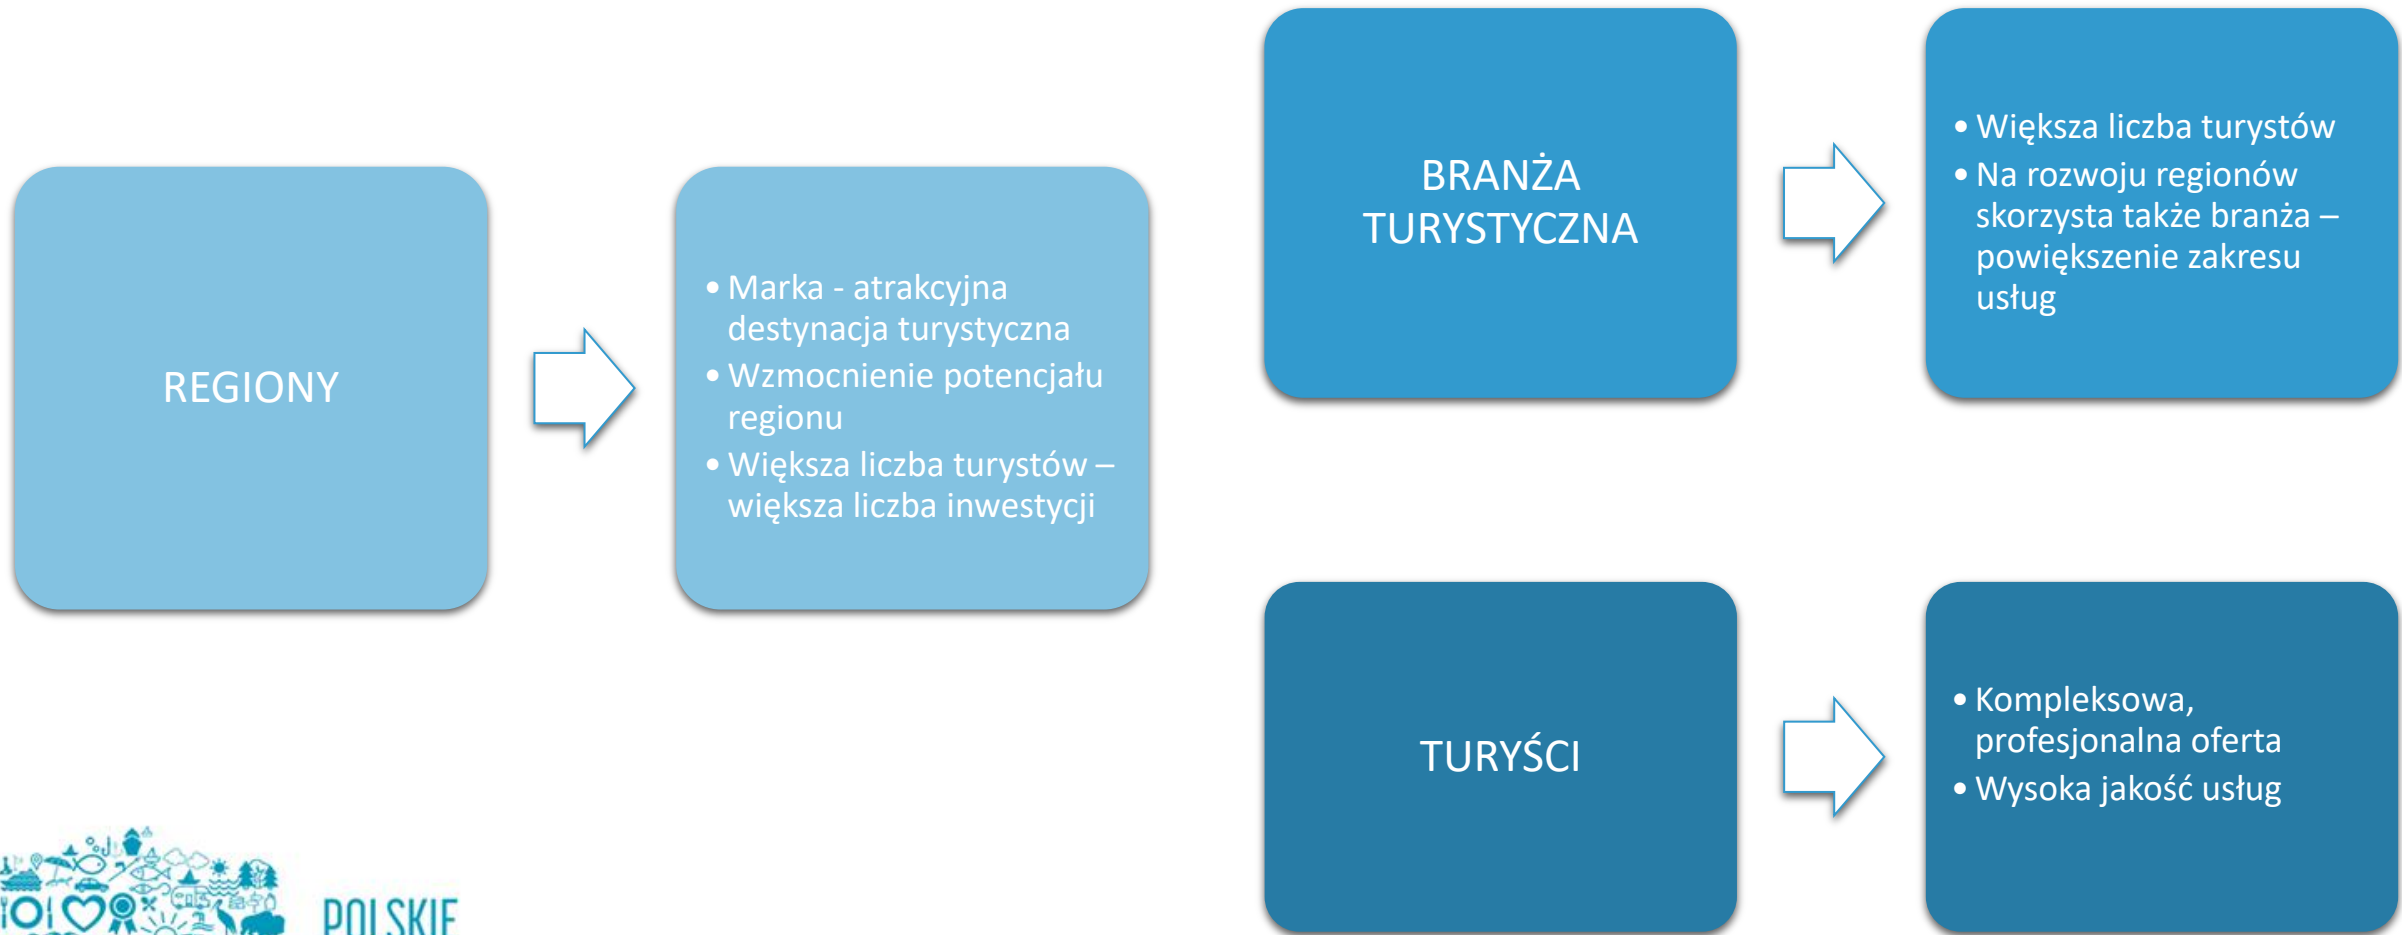 REGIONY
• Marka - atrakcyjna
destynacja turystyczna
• Wzmocnienie potencjału
regionu
• Większa liczba turystów –
większa liczba inwestycji
BRANŻA
TURYSTYCZNA
• Większa liczba turystów
• Na rozwoju regionów
skorzysta także branża –
powiększenie zakresu
usług
TURYŚCI
• Kompleksowa,
profesjonalna oferta
• Wysoka jakość usług
POLSKIE